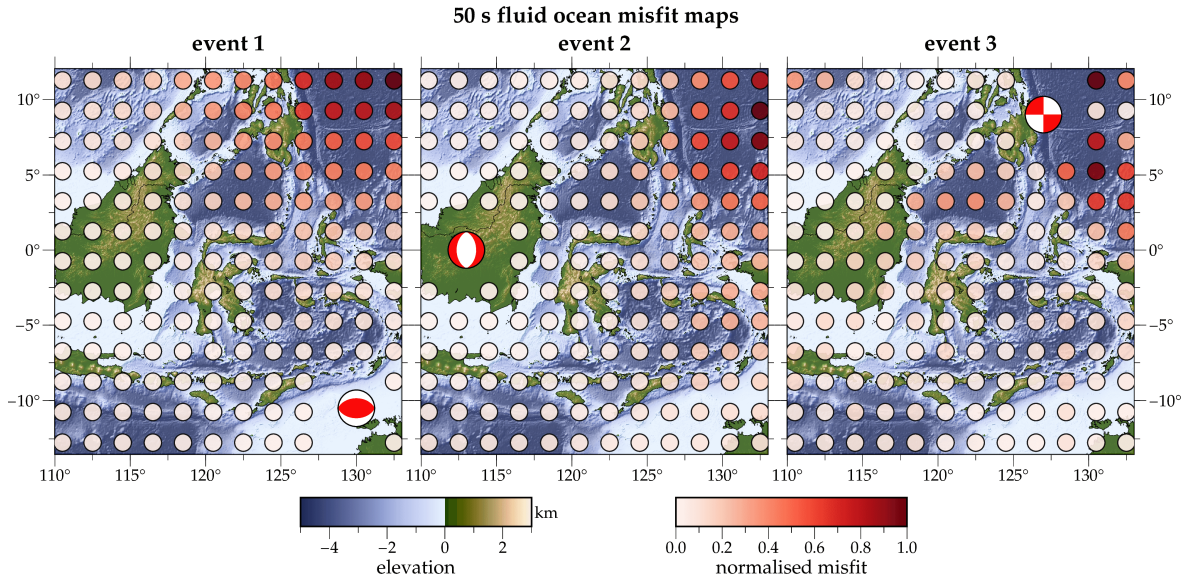 50 s fluid ocean misfit maps
event 1 event 2 event 3
10° 10°
5° 5°
0° 0°
−5° −5°
−10° −10°
110° 115° 120° 125° 130° 110° 115° 120° 125° 130° 110° 115° 120° 125° 130°
km
−4 −2 0 2 0.0 0.2 0.4 0.6 0.8 1.0
elevation normalised misfit